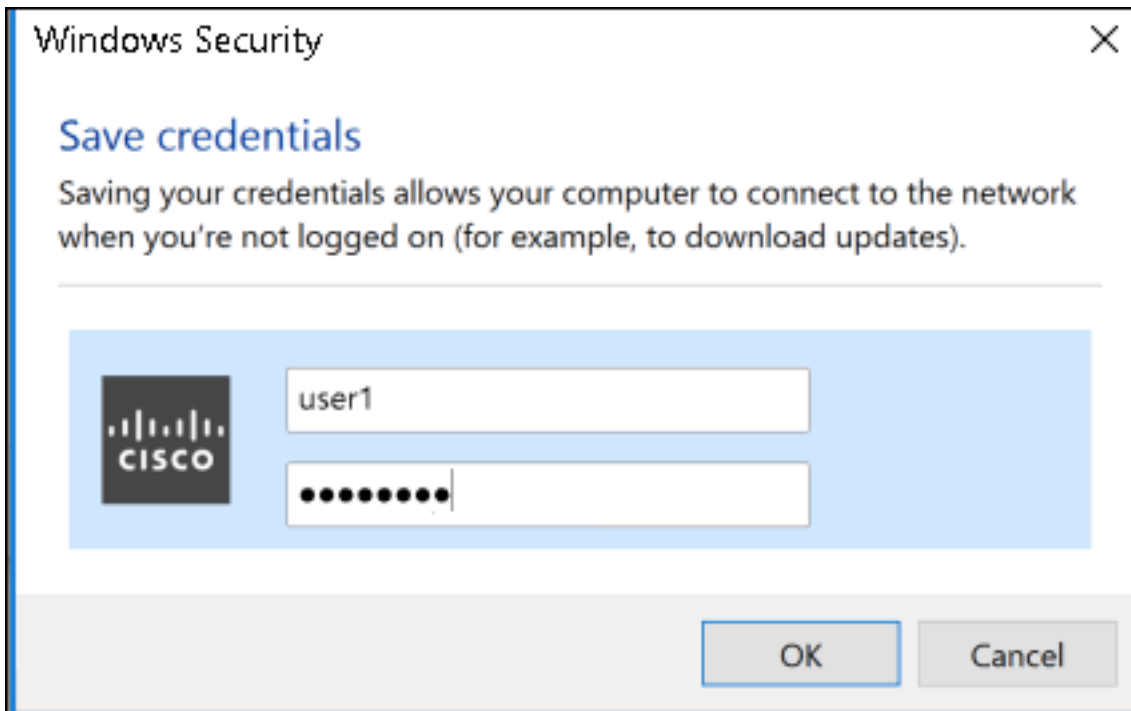 Windows Security
Save credentials
Saving your credentials allows your computer to connect to the network
when you're not logged on (for example, to download updates).
user1
CISCO
●●●●●●●●
OK
Cancel